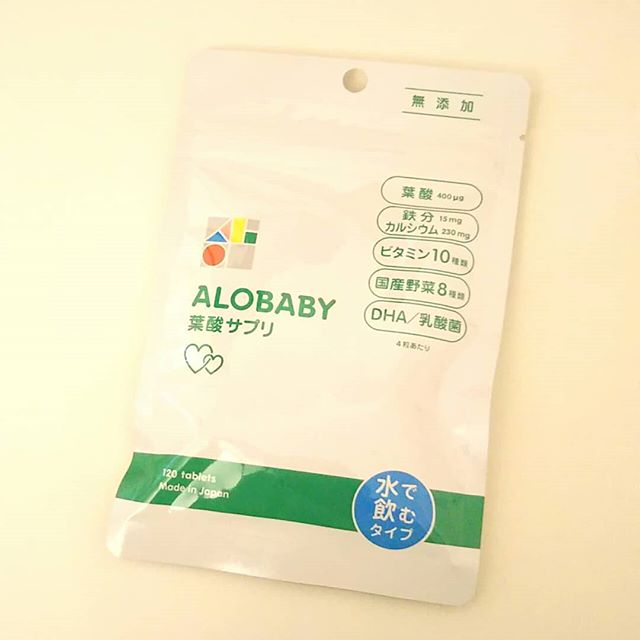 無添加
葉酸 400μg
鉄分 15mg
カルシウム 230mg
ビタミン10種類
国産野菜8種類
DHA/乳酸菌
4粒あたり
ALOBABY
葉酸サプリ
120 tablets
Made in Japan
水で
飲む
タイプ